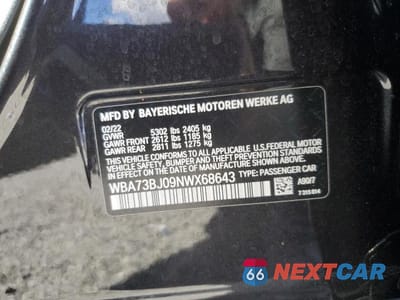 MFD BY BAYERISCHE MOTOREN WERKE AG
02/22
GVWR 5302 lbs 2405 kg
GAWR FRONT 2612 lbs 1185 kg
GAWR REAR 2811 lbs 1275 kg
THIS VEHICLE CONFORMS TO ALL APPLICABLE U.S. FEDERAL MOTOR
VEHICLE SAFETY, BUMPER, AND THEFT PREVENTION STANDARDS
IN EFFECT ON THE DATE OF MANUFACTURE SHOWN ABOVE.
WBA73BJ09NWX68643 TYPE: PASSENGER CAR
A90/7
66 NEXTCAR